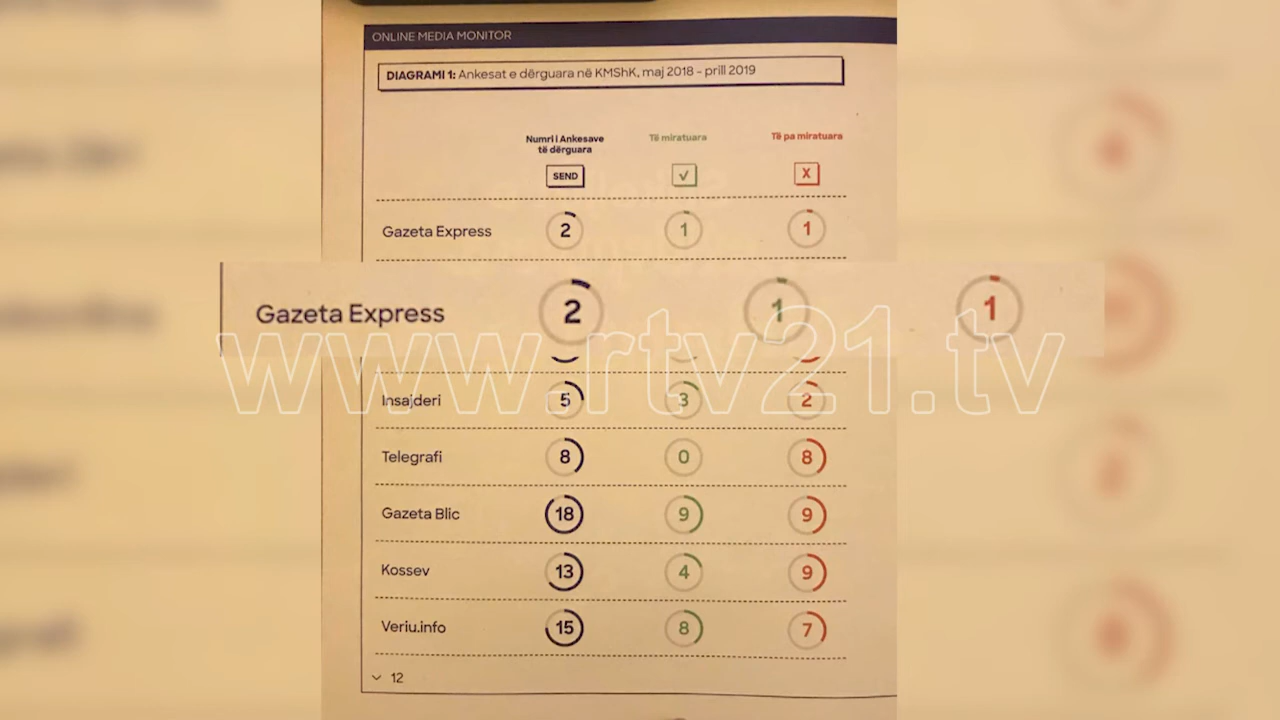 ONLINE MEDIA MONITOR
DIAGRAMI 1: Ankesat e dërguara në KMShK, maj 2018 - prill 2019
Numri i Ankesave
të dërguara
Të miratuara
Të pa miratuara
SEND
√
X
Gazeta Express 2 1 1
Gazeta Express 2 1 1
www.rtv21.tv
Insajderi 5 3 2
Telegrafi 8 0 8
Gazeta Blic 18 9 9
Kossev 13 4 9
Veriu.info 15 8 7
12